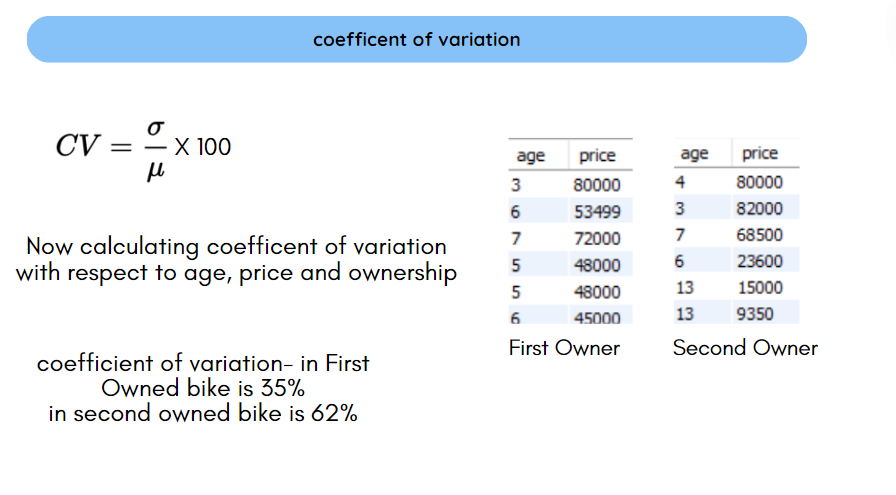 coefficent of variation
CV = σ/μ X 100
Now calculating coefficent of variation
with respect to age, price and ownership
coefficient of variation- in First
Owned bike is 35%
in second owned bike is 62%
age price
3 80000
6 53499
7 72000
5 48000
5 48000
6 45000
First Owner
age price
4 80000
3 82000
7 68500
6 23600
13 15000
13 9350
Second Owner